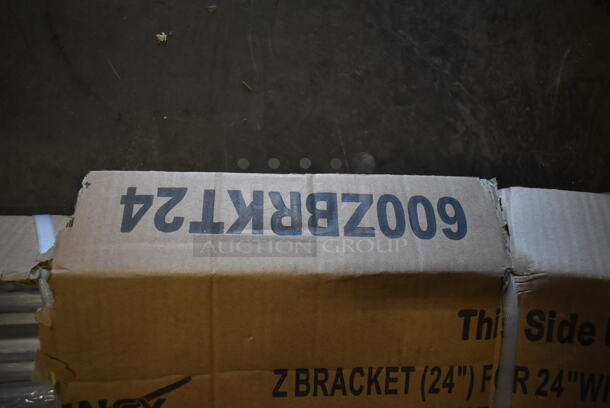 600ZBRKT24
AUCTION GROUP
This Side
Z BRACKET (24") FOR 24"